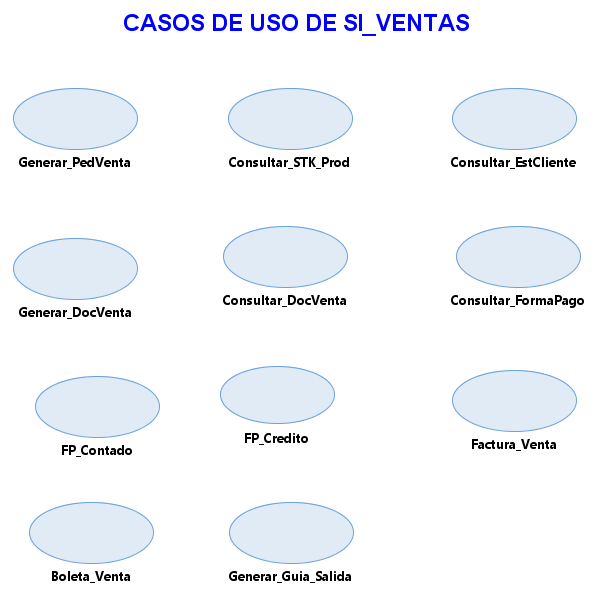 CASOS DE USO DE SI_VENTAS
Generar_PedVenta
Consultar_STK_Prod
Consultar_EstCliente
Generar_DocVenta
Consultar_DocVenta
Consultar_FormaPago
FP_Contado
FP_Credito
Factura_Venta
Boleta_Venta
Generar_Guia_Salida